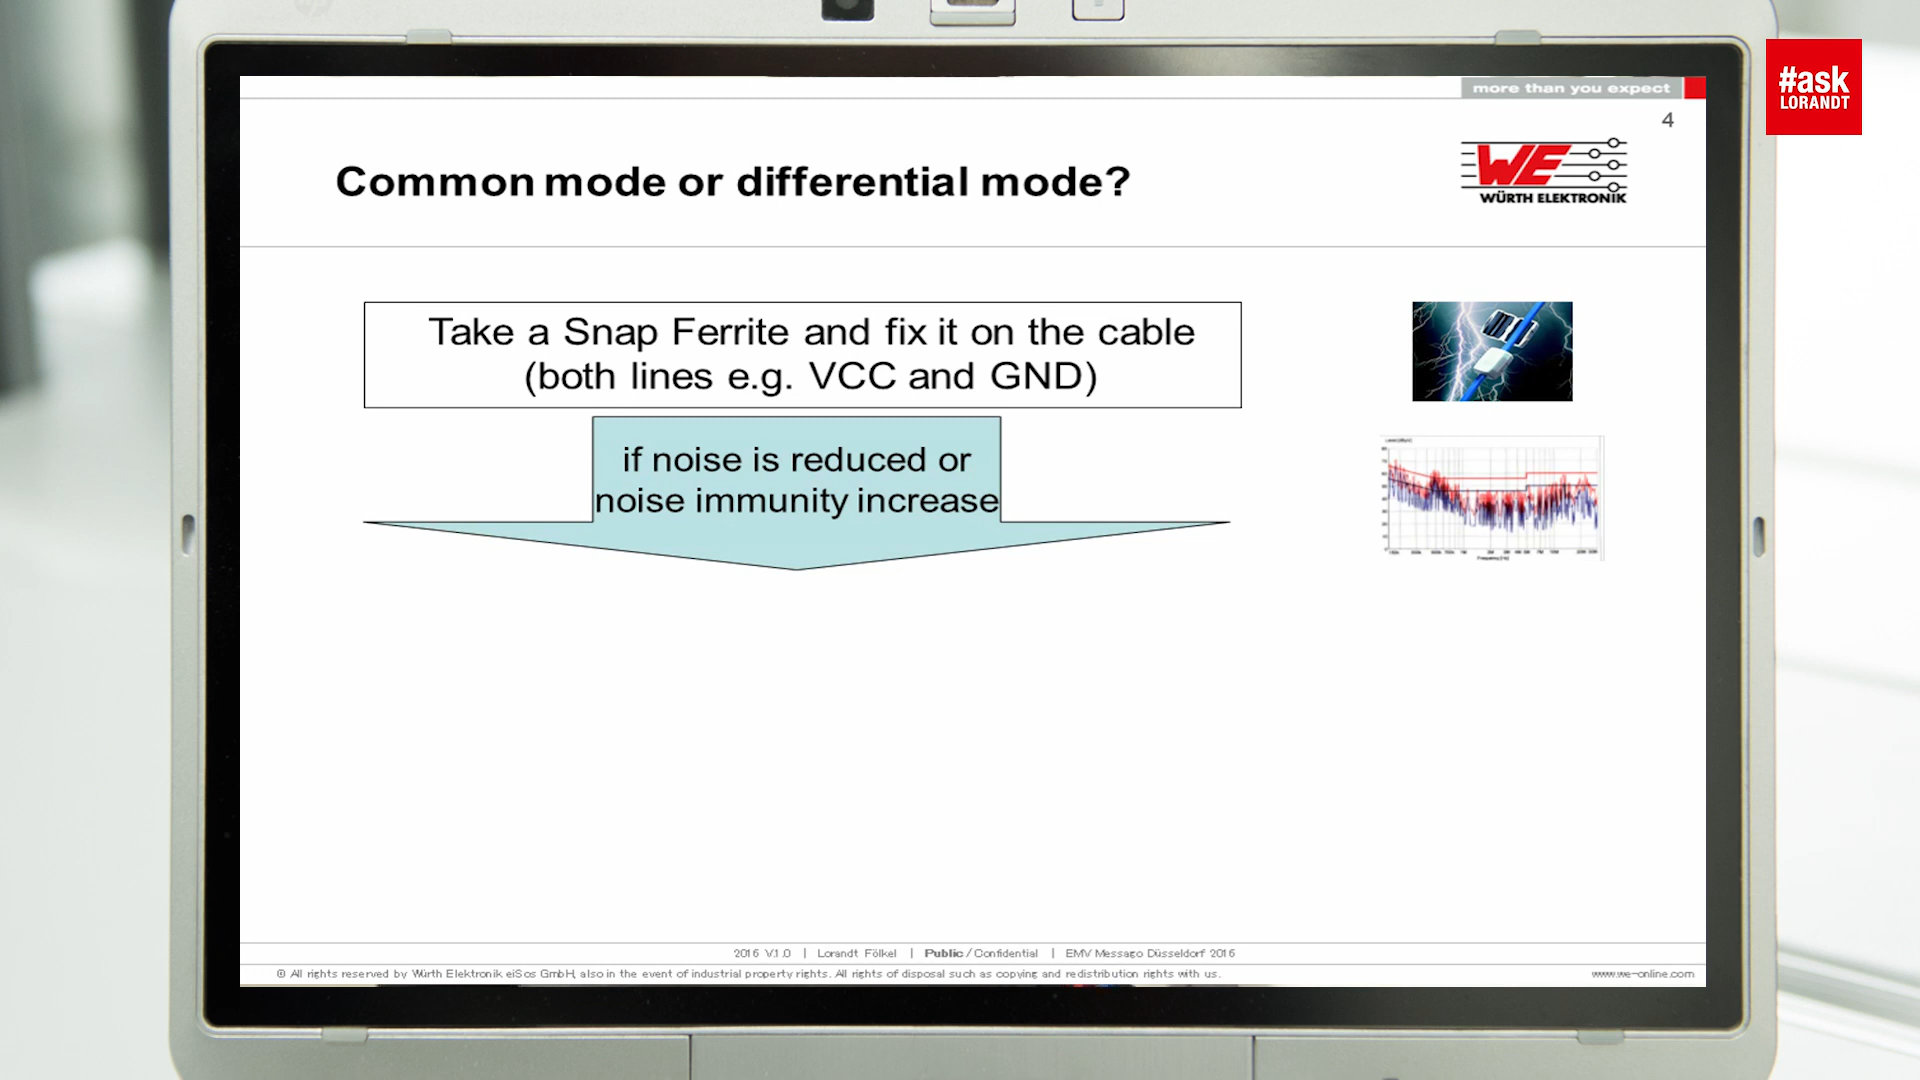 #ask
LORANDT
more than you expect
4
Common mode or differential mode?
WE
WÜRTH ELEKTRONIK
Take a Snap Ferrite and fix it on the cable
(both lines e.g. VCC and GND)
if noise is reduced or
noise immunity increase
2016 V.1.0 | Lorandt Fölkel | Public / Confidential | EMV Messago Düsseldorf 2016
© All rights reserved by Würth Elektronik eiSos GmbH, also in the event of industrial property rights. All rights of disposal such as copying and redistribution rights with us.
www.we-online.com